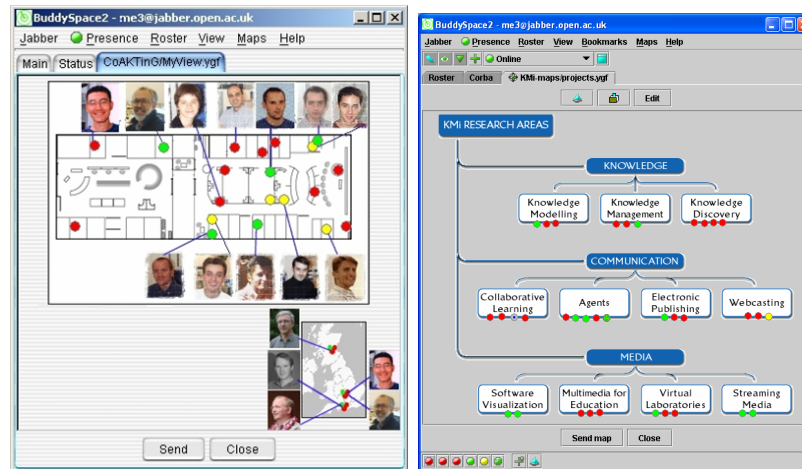 BuddySpace2 - me3@jabber.open.ac.uk
Jabber Presence Roster View Maps Help
Main Status CoAKTinG/MyView.ygf
Send Close
BuddySpace2 - me3@jabber.open.ac.uk
Jabber Presence Roster View Bookmarks Maps Help
Online
Roster Corba KMi-maps/projects.ygf
Edit
KMi RESEARCH AREAS
KNOWLEDGE
Knowledge Modelling
Knowledge Management
Knowledge Discovery
COMMUNICATION
Collaborative Learning
Agents
Electronic Publishing
Webcasting
MEDIA
Software Visualization
Multimedia for Education
Virtual Laboratories
Streaming Media
Send map Close